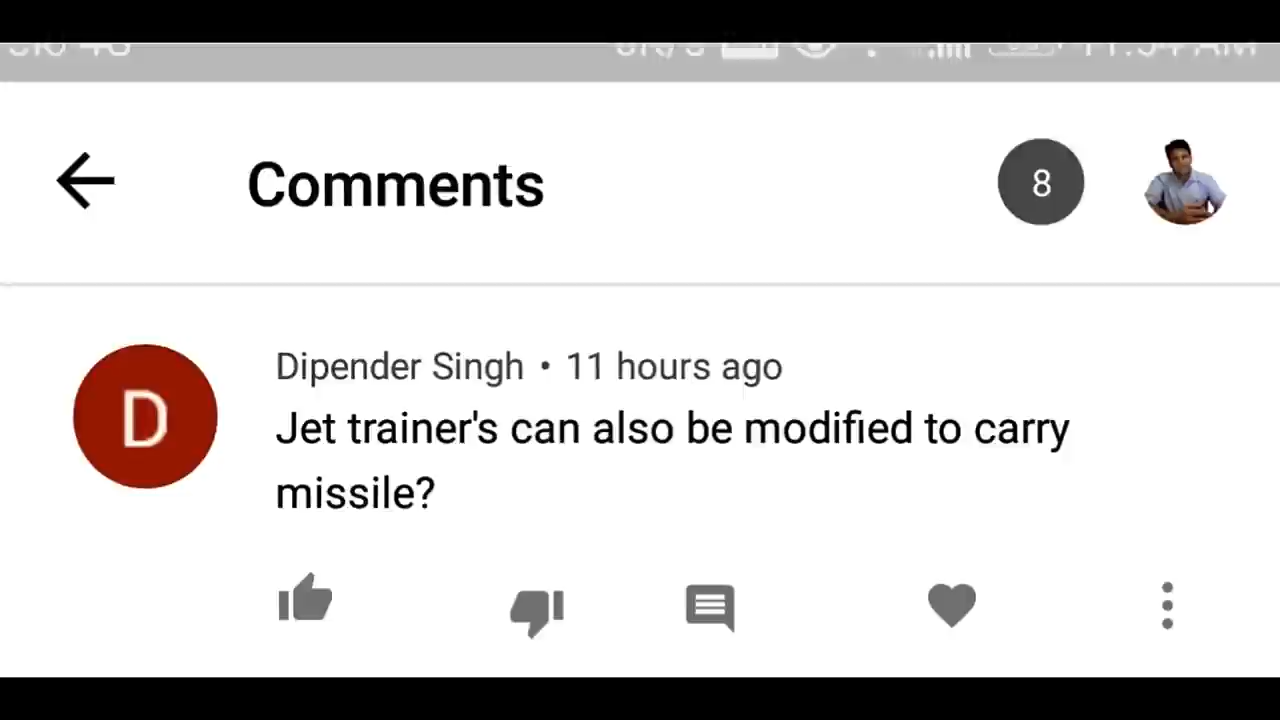 Comments
8
D
Dipender Singh • 11 hours ago
Jet trainer's can also be modified to carry
missile?